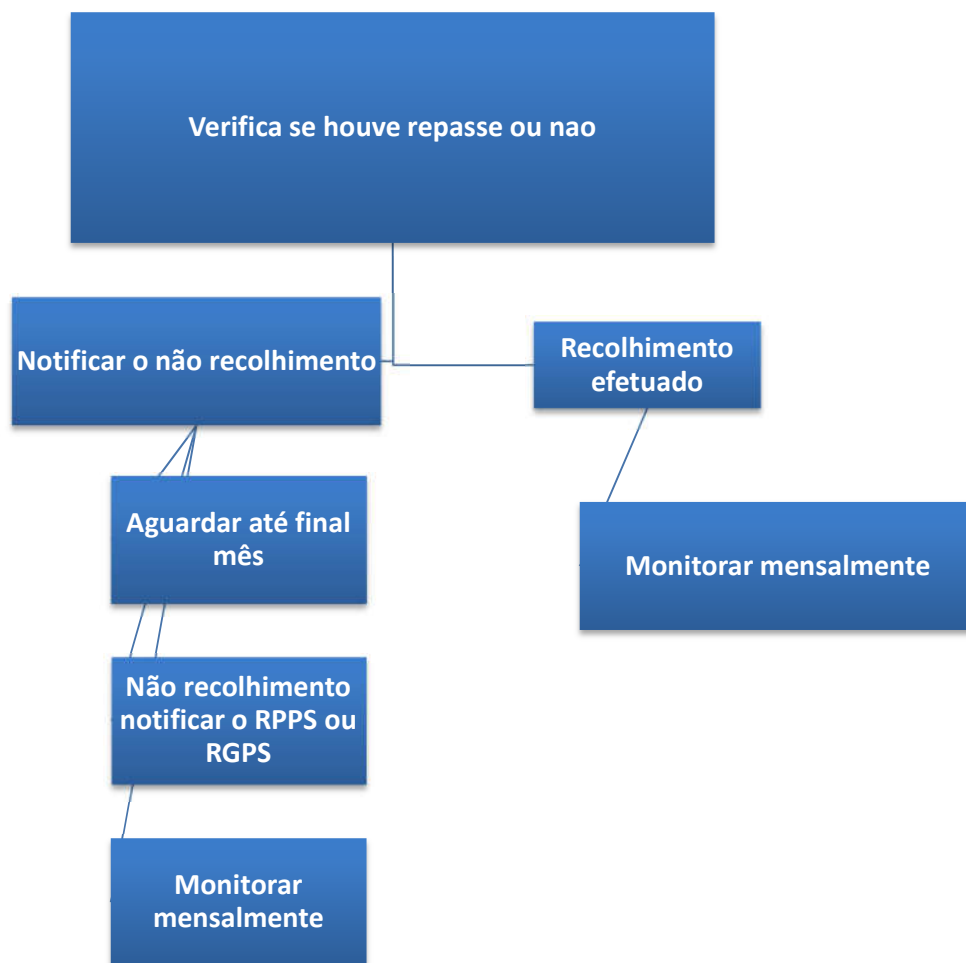 Verifica se houve repasse ou nao
Notificar o não recolhimento
Recolhimento
efetuado
Aguardar até final
mês
Monitorar mensalmente
Não recolhimento
notificar o RPPS ou
RGPS
Monitorar
mensalmente